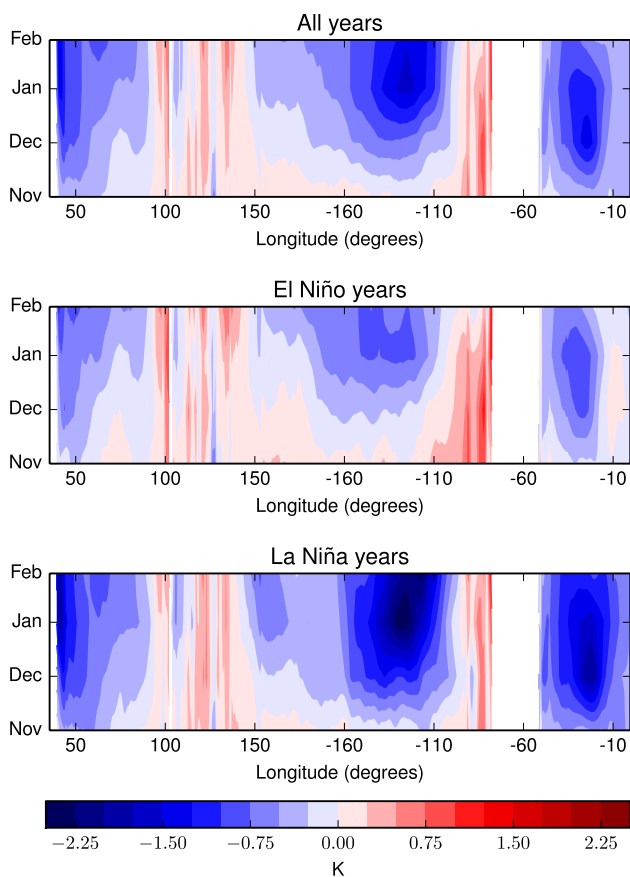 All years
Feb
Jan
Dec
Nov
50 100 150 -160 -110 -60 -10
Longitude (degrees)
El Niño years
Feb
Jan
Dec
Nov
50 100 150 -160 -110 -60 -10
Longitude (degrees)
La Niña years
Feb
Jan
Dec
Nov
50 100 150 -160 -110 -60 -10
Longitude (degrees)
−2.25 −1.50 −0.75 0.00 0.75 1.50 2.25
K